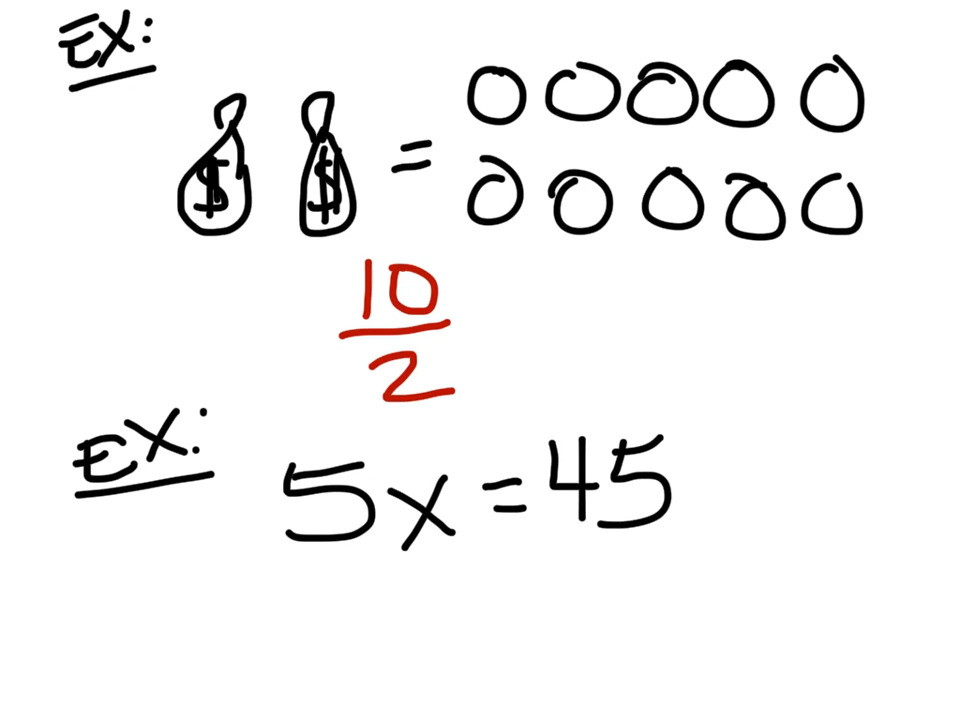 EX:
$ $ =
10
2
EX:
5x = 45